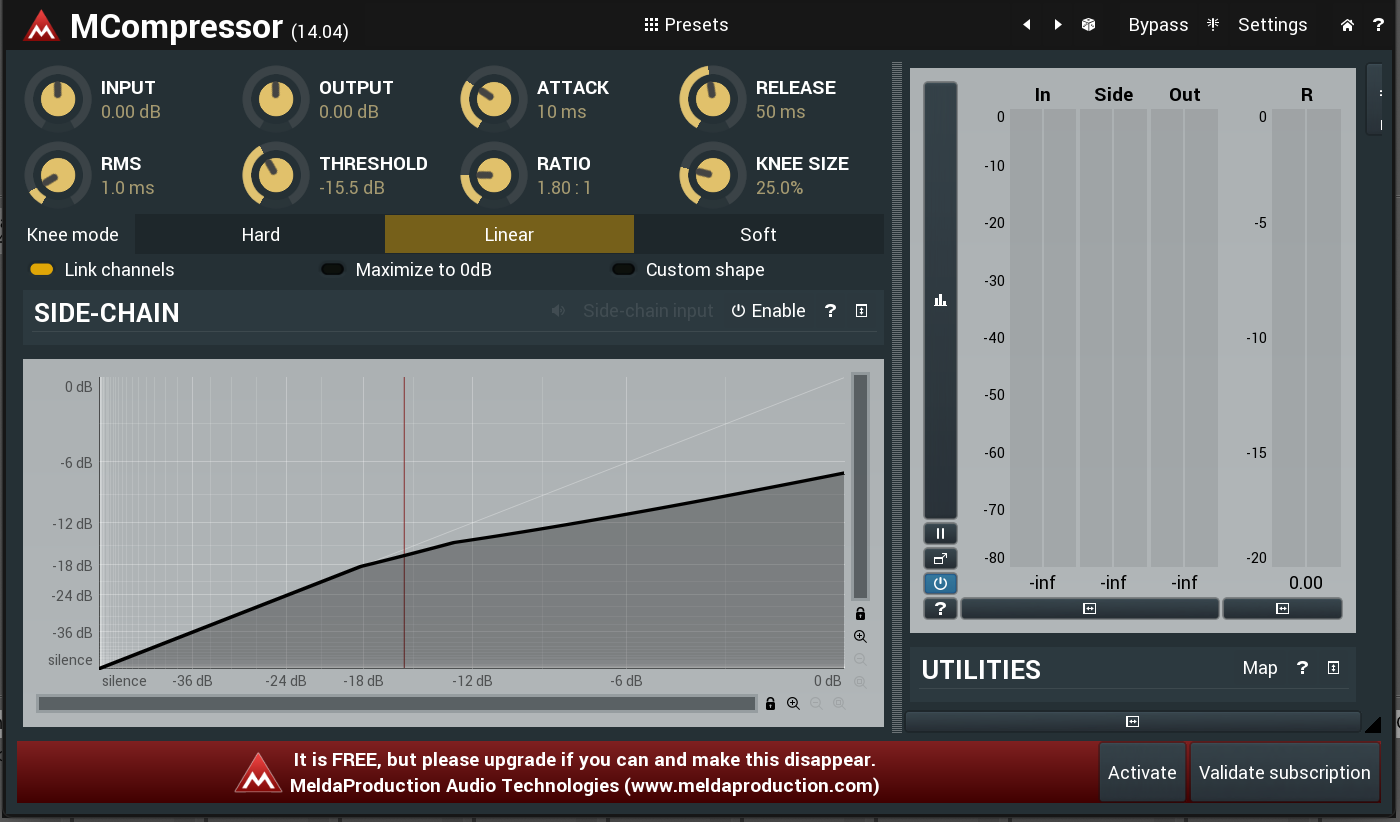 MCompressor (14.04)
Presets
Bypass
Settings
?
INPUT
0.00 dB
OUTPUT
0.00 dB
ATTACK
10 ms
RELEASE
50 ms
RMS
1.0 ms
THRESHOLD
-15.5 dB
RATIO
1.80 : 1
KNEE SIZE
25.0%
Knee mode
Hard
Linear
Soft
Link channels
Maximize to 0dB
Custom shape
SIDE-CHAIN
Side-chain input
Enable
?
0 dB
-6 dB
-12 dB
-18 dB
-24 dB
-36 dB
silence
silence
-36 dB
-24 dB
-18 dB
-12 dB
-6 dB
0 dB
In
Side
Out
R
0
-10
-20
-30
-40
-50
-60
-70
-80
0
-5
-10
-15
-20
-inf
-inf
-inf
0.00
?
UTILITIES
Map
?
It is FREE, but please upgrade if you can and make this disappear.
MeldaProduction Audio Technologies (www.meldaproduction.com)
Activate
Validate subscription